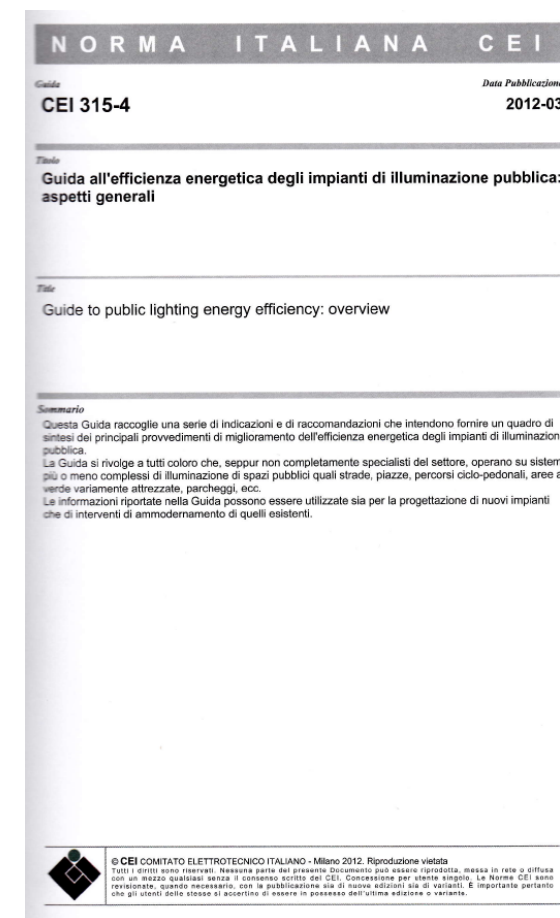 NORMA ITALIANA CEI
Guida
Data Pubblicazione
CEI 315-4
2012-03
Titolo
Guida all'efficienza energetica degli impianti di illuminazione pubblica:
aspetti generali
Title
Guide to public lighting energy efficiency: overview
Sommario
Questa Guida raccoglie una serie di indicazioni e di raccomandazioni che intendono fornire un quadro di
sintesi dei principali provvedimenti di miglioramento dell'efficienza energetica degli impianti di illuminazion
pubblica.
La Guida si rivolge a tutti coloro che, seppur non completamente specialisti del settore, operano su sistem
più o meno complessi di illuminazione di spazi pubblici quali strade, piazze, percorsi ciclo-pedonali, aree a
verde variamente attrezzate, parcheggi, ecc.
Le informazioni riportate nella Guida possono essere utilizzate sia per la progettazione di nuovi impianti
che di interventi di ammodernamento di quelli esistenti.
© CEI COMITATO ELETTROTECNICO ITALIANO - Milano 2012. Riproduzione vietata
Tutti i diritti sono riservati. Nessuna parte del presente Documento può essere riprodotta, messa in rete o diffusa
con un mezzo qualsiasi senza il consenso scritto del CEI. Concessione per utente singolo. Le Norme CEI sono
revisionate, quando necessario, con la pubblicazione sia di nuove edizioni sia di varianti. È importante pertanto
che gli utenti delle stesse si accertino di essere in possesso dell'ultima edizione o variante.